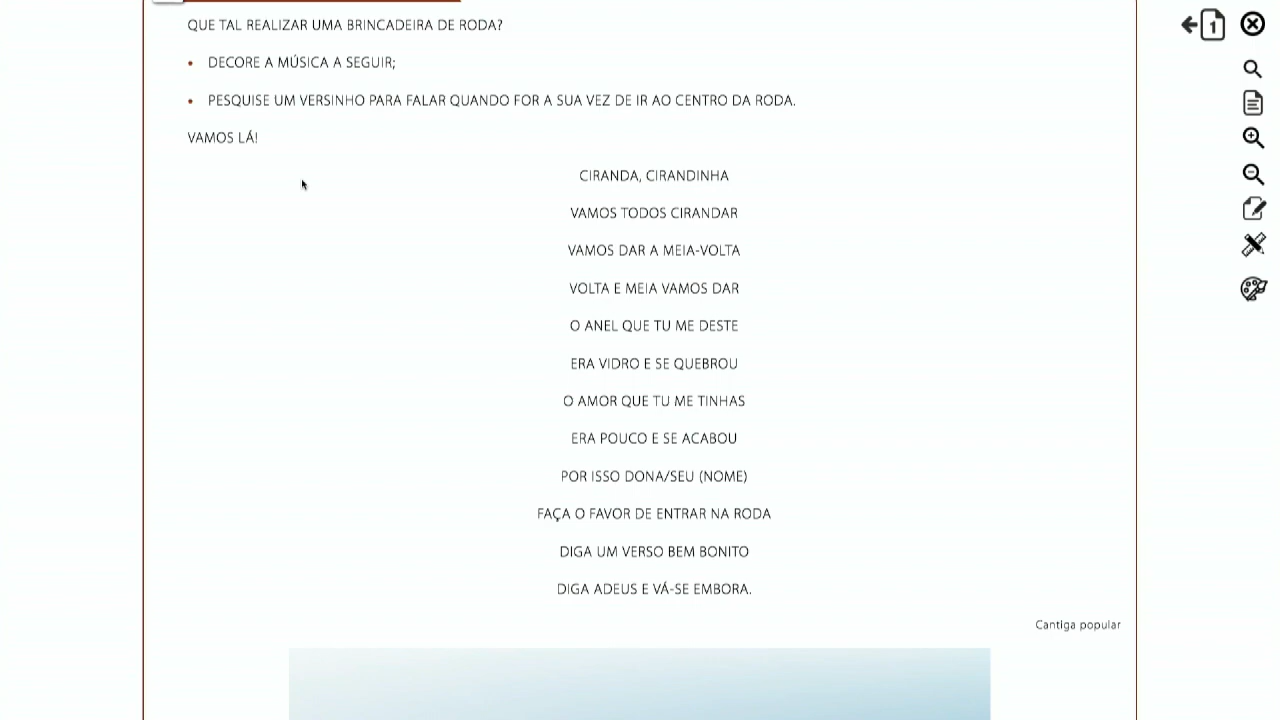 QUE TAL REALIZAR UMA BRINCADEIRA DE RODA?
• DECORE A MÚSICA A SEGUIR;
• PESQUISE UM VERSINHO PARA FALAR QUANDO FOR A SUA VEZ DE IR AO CENTRO DA RODA.
VAMOS LÁ!
CIRANDA, CIRANDINHA
VAMOS TODOS CIRANDAR
VAMOS DAR A MEIA-VOLTA
VOLTA E MEIA VAMOS DAR
O ANEL QUE TU ME DESTE
ERA VIDRO E SE QUEBROU
O AMOR QUE TU ME TINHAS
ERA POUCO E SE ACABOU
POR ISSO DONA/SEU (NOME)
FAÇA O FAVOR DE ENTRAR NA RODA
DIGA UM VERSO BEM BONITO
DIGA ADEUS E VÁ-SE EMBORA.
Cantiga popular
1